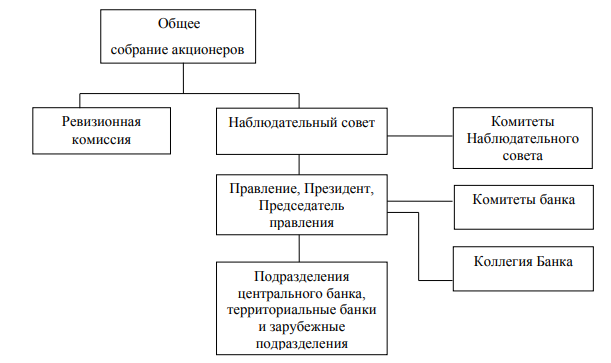 Общее
собрание акционеров
Ревизионная
комиссия
Наблюдательный совет
Комитеты
Наблюдательного
совета
Правление, Президент,
Председатель
правления
Комитеты банка
Коллегия Банка
Подразделения
центрального банка,
территориальные банки
и зарубежные
подразделения